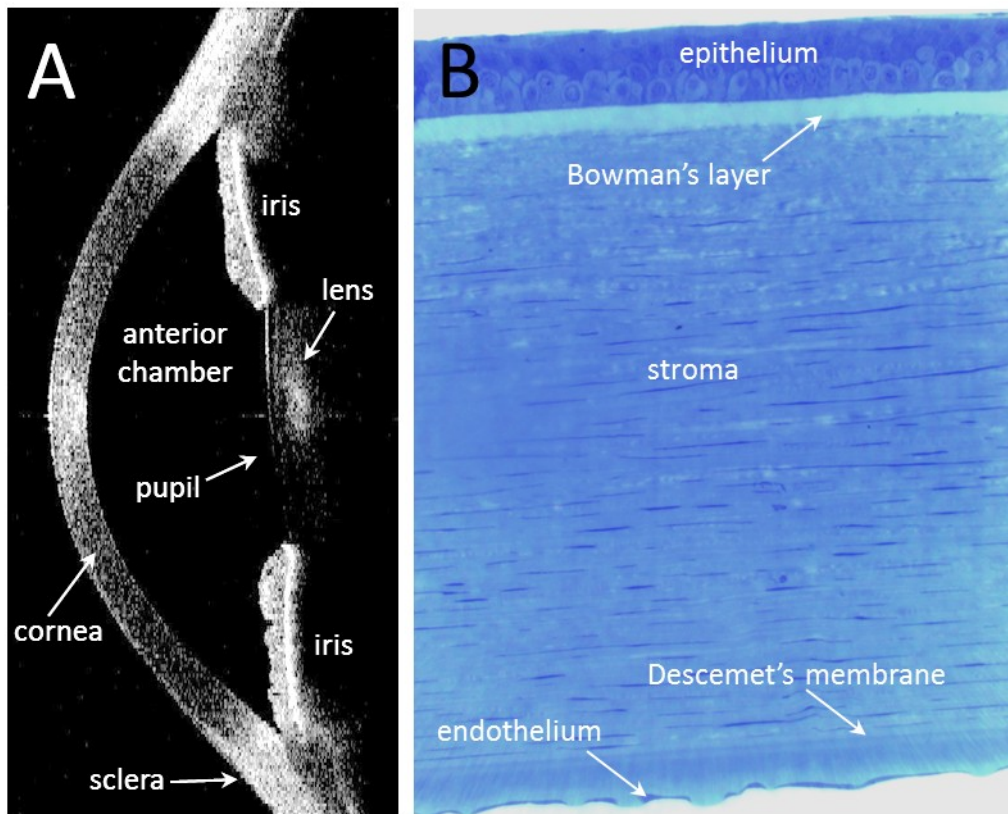 A
iris
lens
anterior
chamber
pupil
cornea
iris
sclera
B
epithelium
Bowman’s layer
stroma
Descemet’s membrane
endothelium